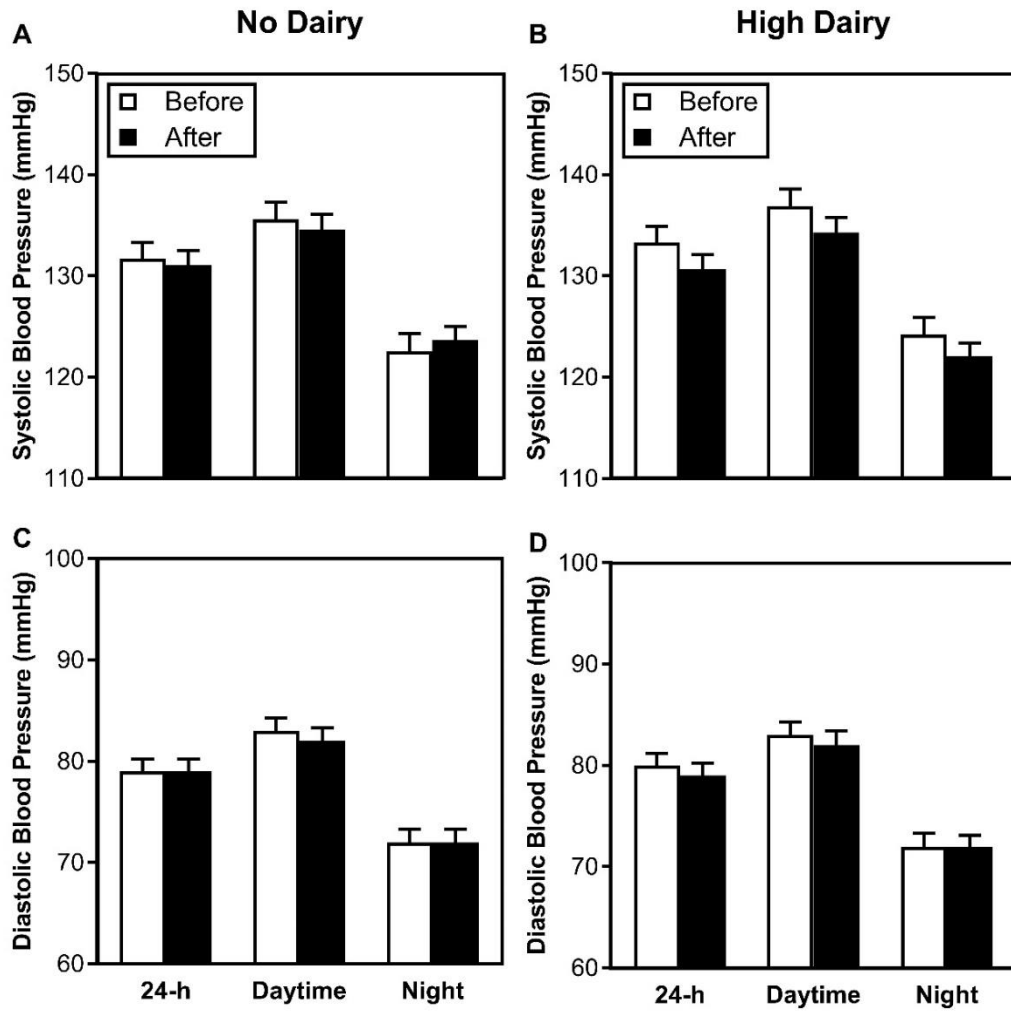 No Dairy
High Dairy
A
B
Systolic Blood Pressure (mmHg)
150
140
130
120
110
Before
After
Systolic Blood Pressure (mmHg)
150
140
130
120
110
Before
After
C
D
Diastolic Blood Pressure (mmHg)
100
90
80
70
60
24-h Daytime Night
Diastolic Blood Pressure (mmHg)
100
90
80
70
60
24-h Daytime Night